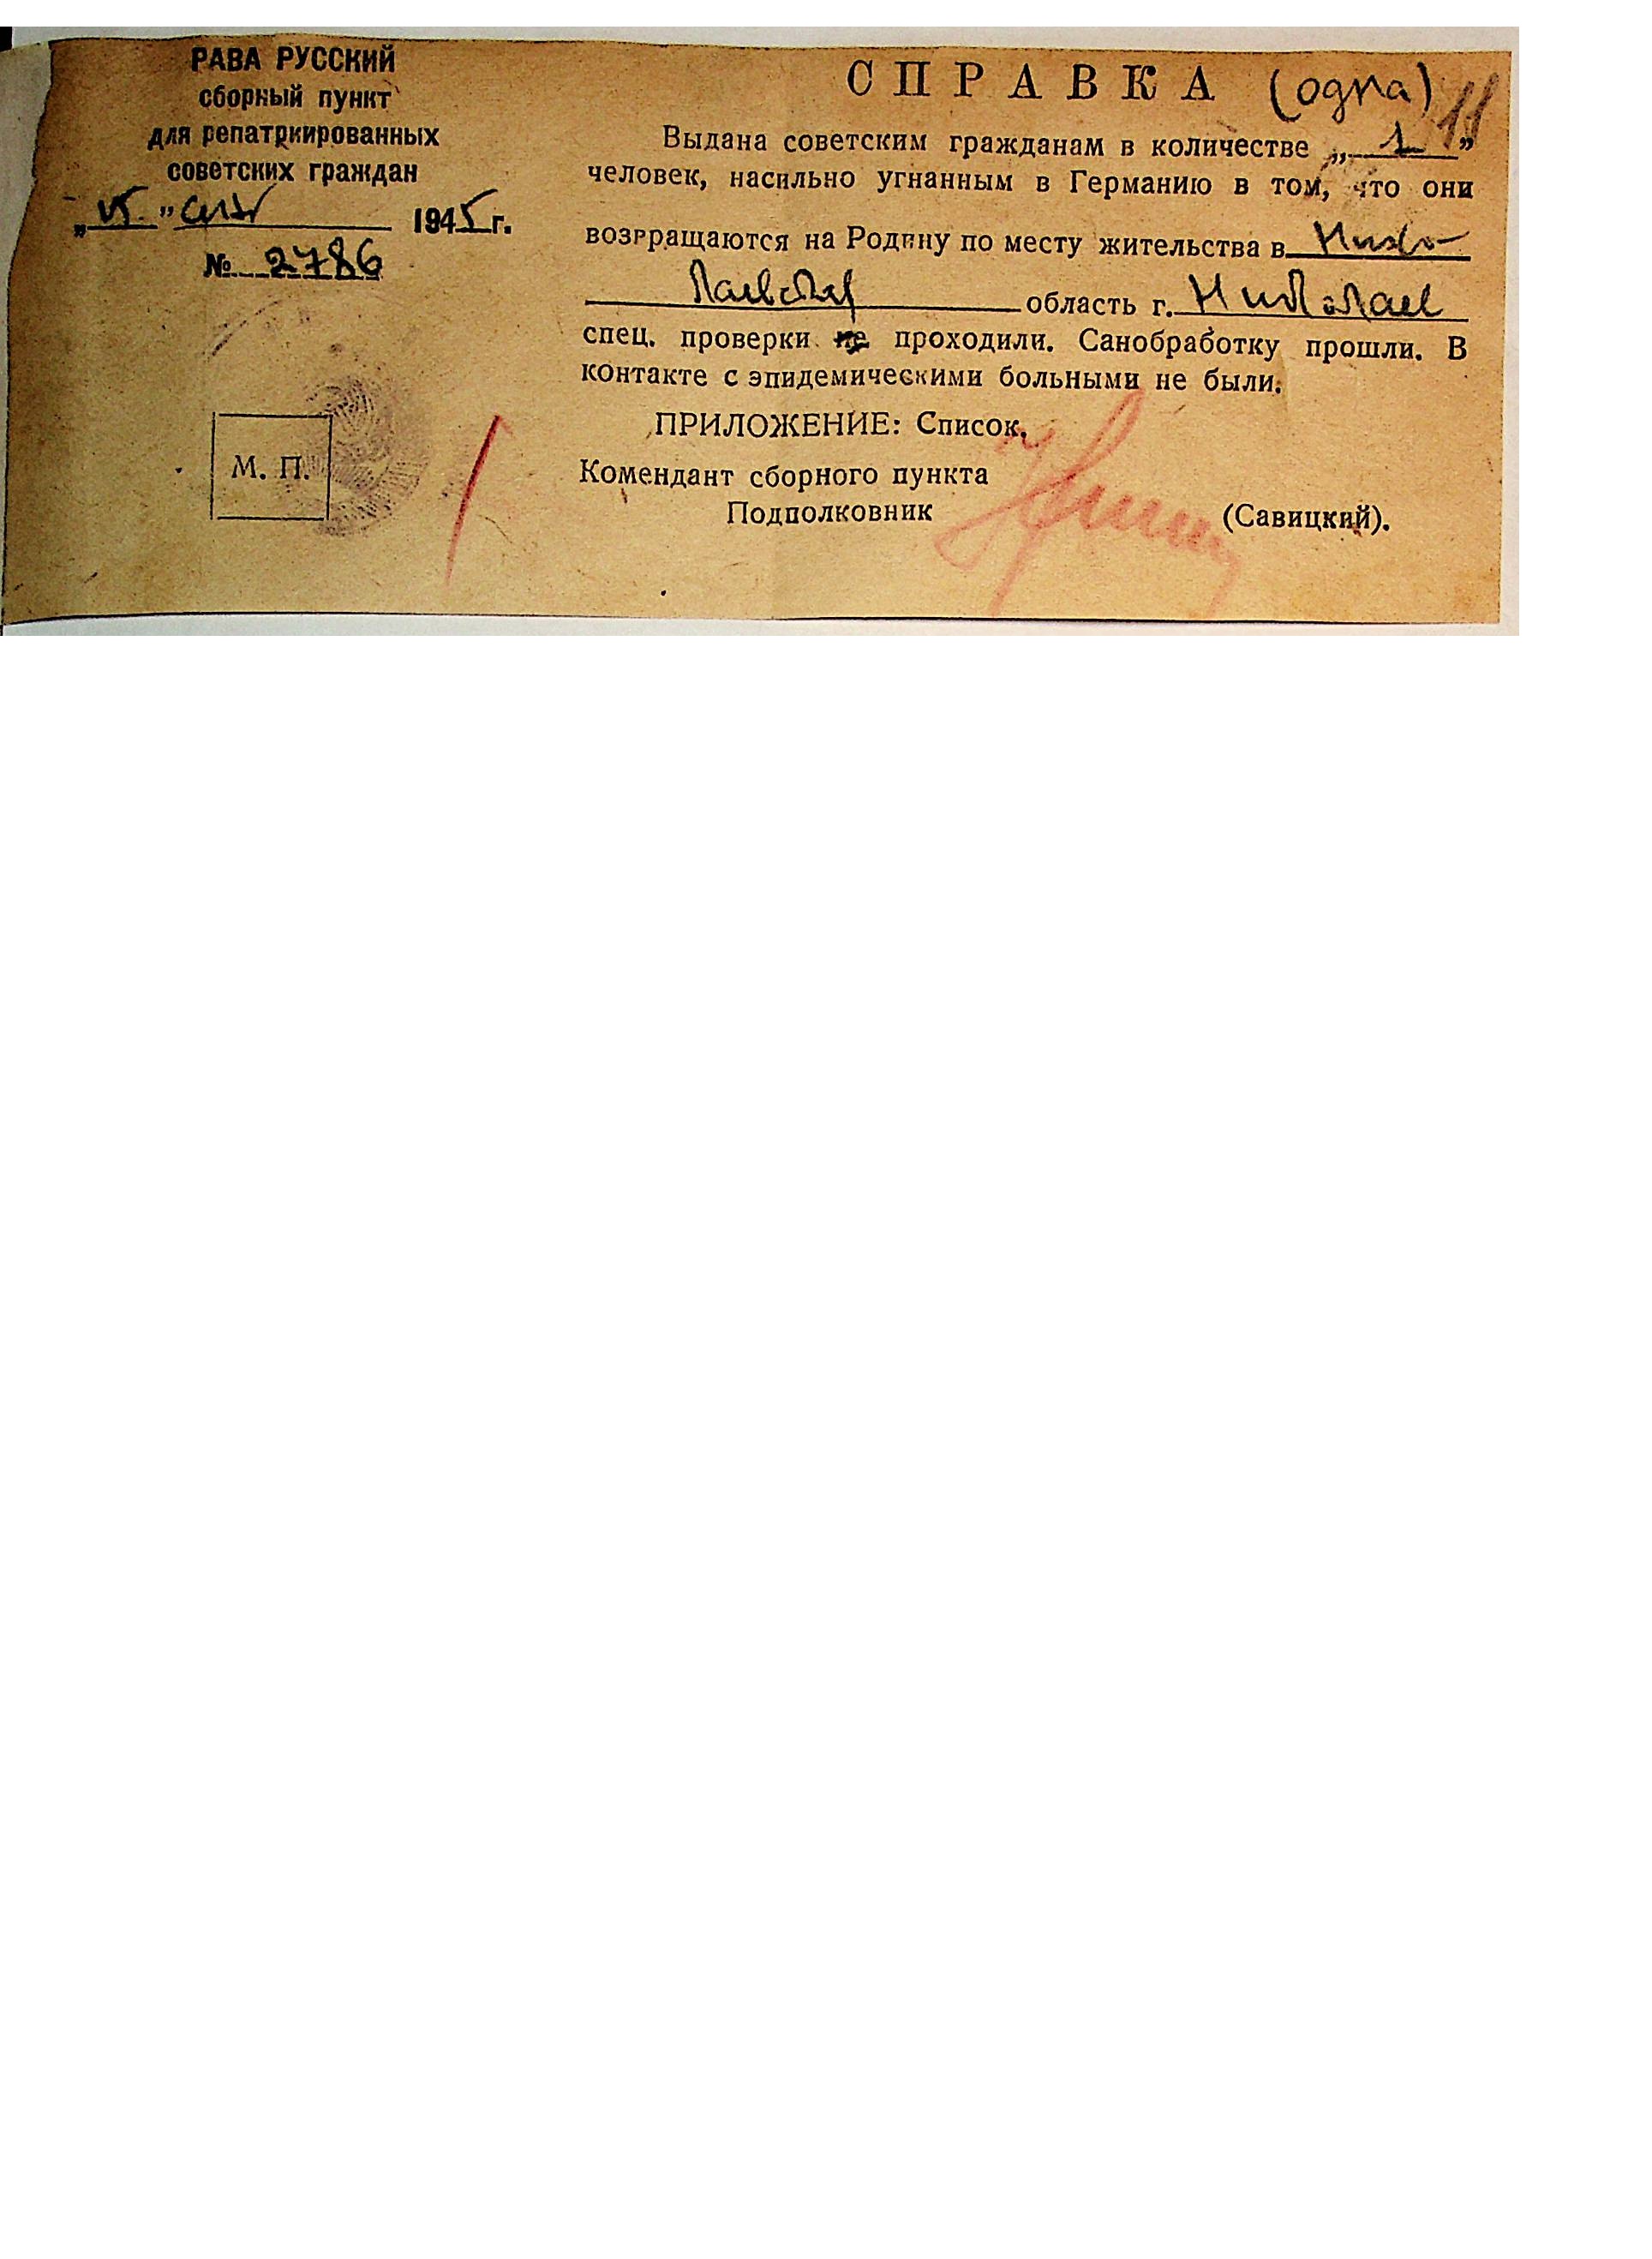 РАВА РУССКИЙ
сборный пункт
для репатриированных
советских граждан
„ " 1945 г.
№ 2786
М. П.
СПРАВКА (одна) 11
Выдана советским гражданам в количестве „ 1 "
человек, насильно угнанным в Германию в том, что они
возвращаются на Родину по месту жительства в Нико-
лаевская область г. Николаев
спец. проверки не проходили. Санобработку прошли. В
контакте с эпидемическими больными не были.
ПРИЛОЖЕНИЕ: Список.
Комендант сборного пункта
Подполковник (Савицкий).